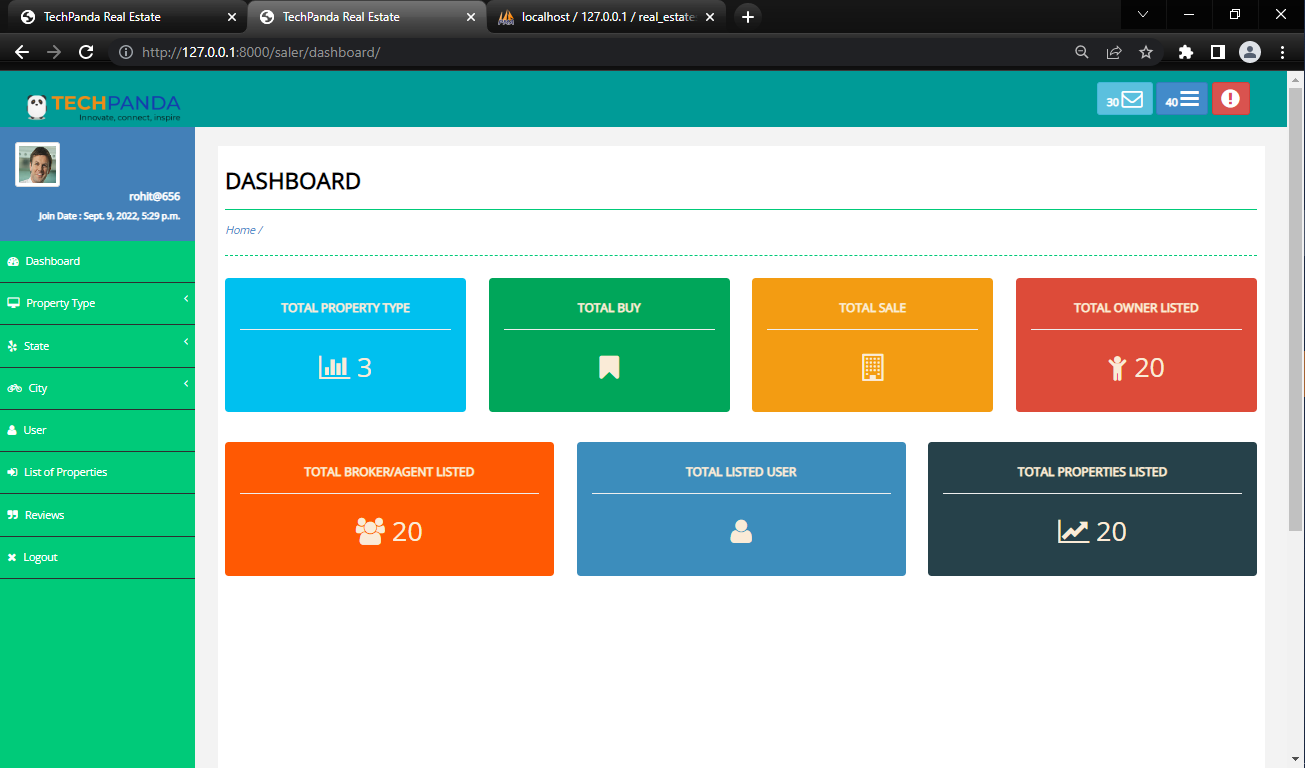 TechPanda Real Estate
TechPanda Real Estate
localhost / 127.0.0.1 / real_estate
http://127.0.0.1:8000/saler/dashboard/
TECHPANDA
Innovate, connect, inspire
30
40
rohit@656
Join Date : Sept. 9, 2022, 5:29 p.m.
Dashboard
Property Type
State
City
User
List of Properties
Reviews
Logout
DASHBOARD
Home /
TOTAL PROPERTY TYPE
3
TOTAL BUY
TOTAL SALE
TOTAL OWNER LISTED
20
TOTAL BROKER/AGENT LISTED
20
TOTAL LISTED USER
TOTAL PROPERTIES LISTED
20